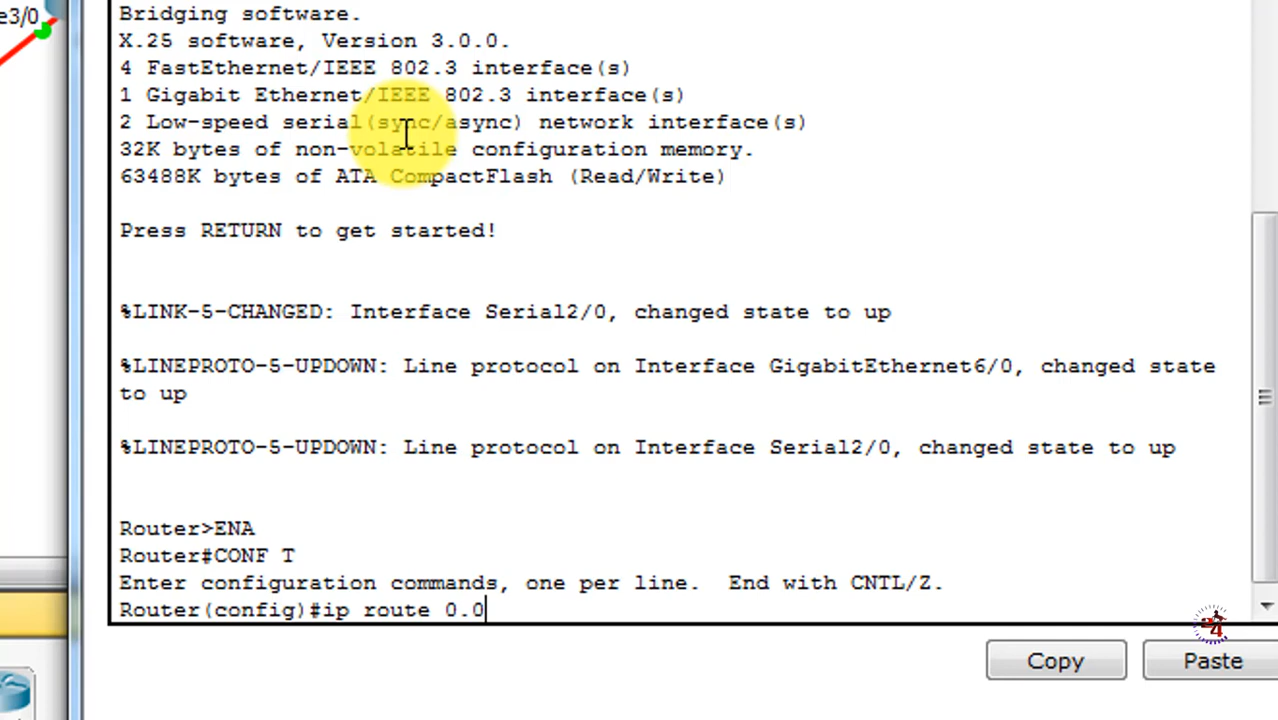 e3/0
Bridging software.
X.25 software, Version 3.0.0.
4 FastEthernet/IEEE 802.3 interface(s)
1 Gigabit Ethernet/IEEE 802.3 interface(s)
2 Low-speed serial(sync/async) network interface(s)
32K bytes of non-volatile configuration memory.
63488K bytes of ATA CompactFlash (Read/Write)
Press RETURN to get started!
%LINK-5-CHANGED: Interface Serial2/0, changed state to up
%LINEPROTO-5-UPDOWN: Line protocol on Interface GigabitEthernet6/0, changed state
to up
%LINEPROTO-5-UPDOWN: Line protocol on Interface Serial2/0, changed state to up
Router>ENA
Router#CONF T
Enter configuration commands, one per line.  End with CNTL/Z.
Router(config)#ip route 0.0
Copy
Paste